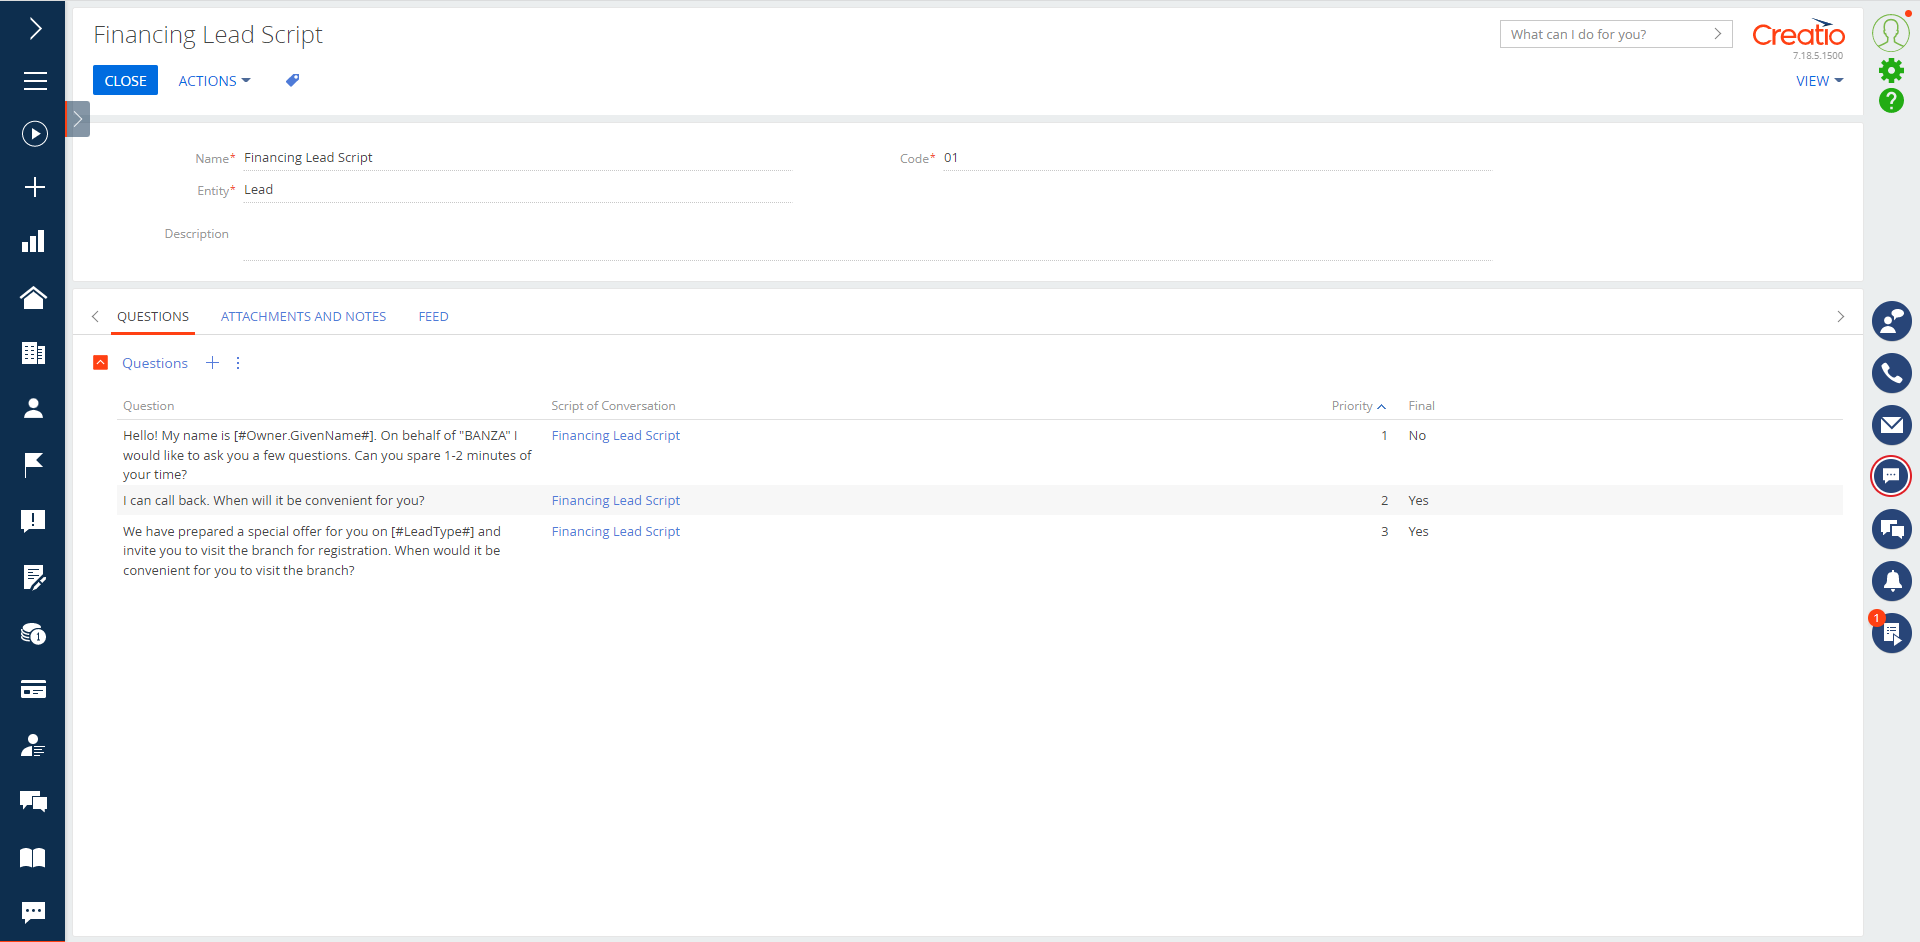 Financing Lead Script
What can I do for you?
Creatio
7.18.5.1500
CLOSE
ACTIONS
VIEW
Name* Financing Lead Script
Code* 01
Entity* Lead
Description
QUESTIONS
ATTACHMENTS AND NOTES
FEED
Questions
Question
Script of Conversation
Priority
Final
Hello! My name is [#Owner.GivenName#]. On behalf of "BANZA" I
would like to ask you a few questions. Can you spare 1-2 minutes of
your time?
Financing Lead Script
1
No
I can call back. When will it be convenient for you?
Financing Lead Script
2
Yes
We have prepared a special offer for you on [#LeadType#] and
invite you to visit the branch for registration. When would it be
convenient for you to visit the branch?
Financing Lead Script
3
Yes
1
1